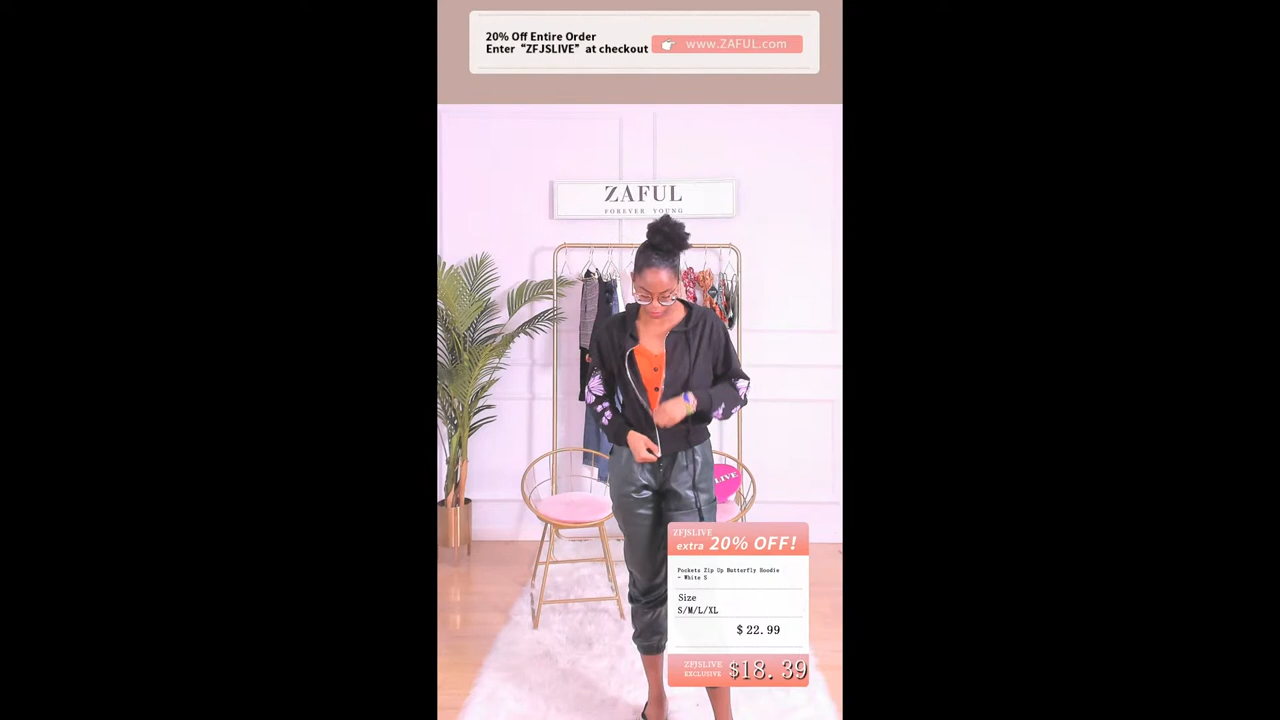 20% Off Entire Order
Enter “ZFJSLIVE” at checkout
www.ZAFUL.com
ZAFUL
FOREVER YOUNG
LIVE
ZFJSLIVE
extra 20% OFF!
Pockets Zip Up Butterfly Hoodie
- White S
Size
S/M/L/XL
$22.99
ZFJSLIVE
EXCLUSIVE
$18.39